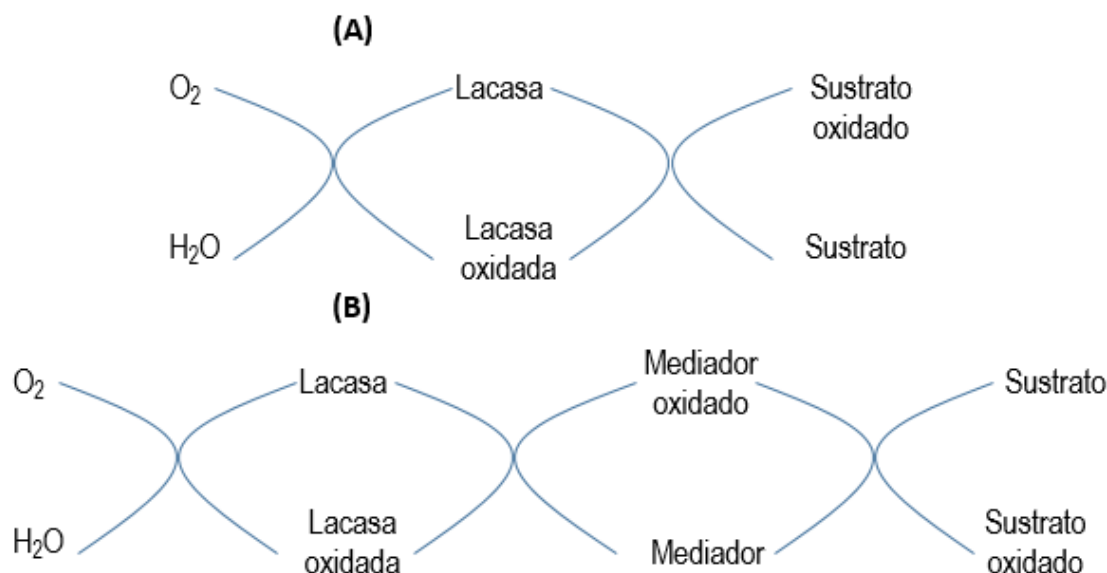 (A)
O₂
Lacasa
Sustrato
oxidado
H₂O
Lacasa
oxidada
Sustrato
(B)
O₂
Lacasa
Mediador
oxidado
Sustrato
H₂O
Lacasa
oxidada
Mediador
Sustrato
oxidado